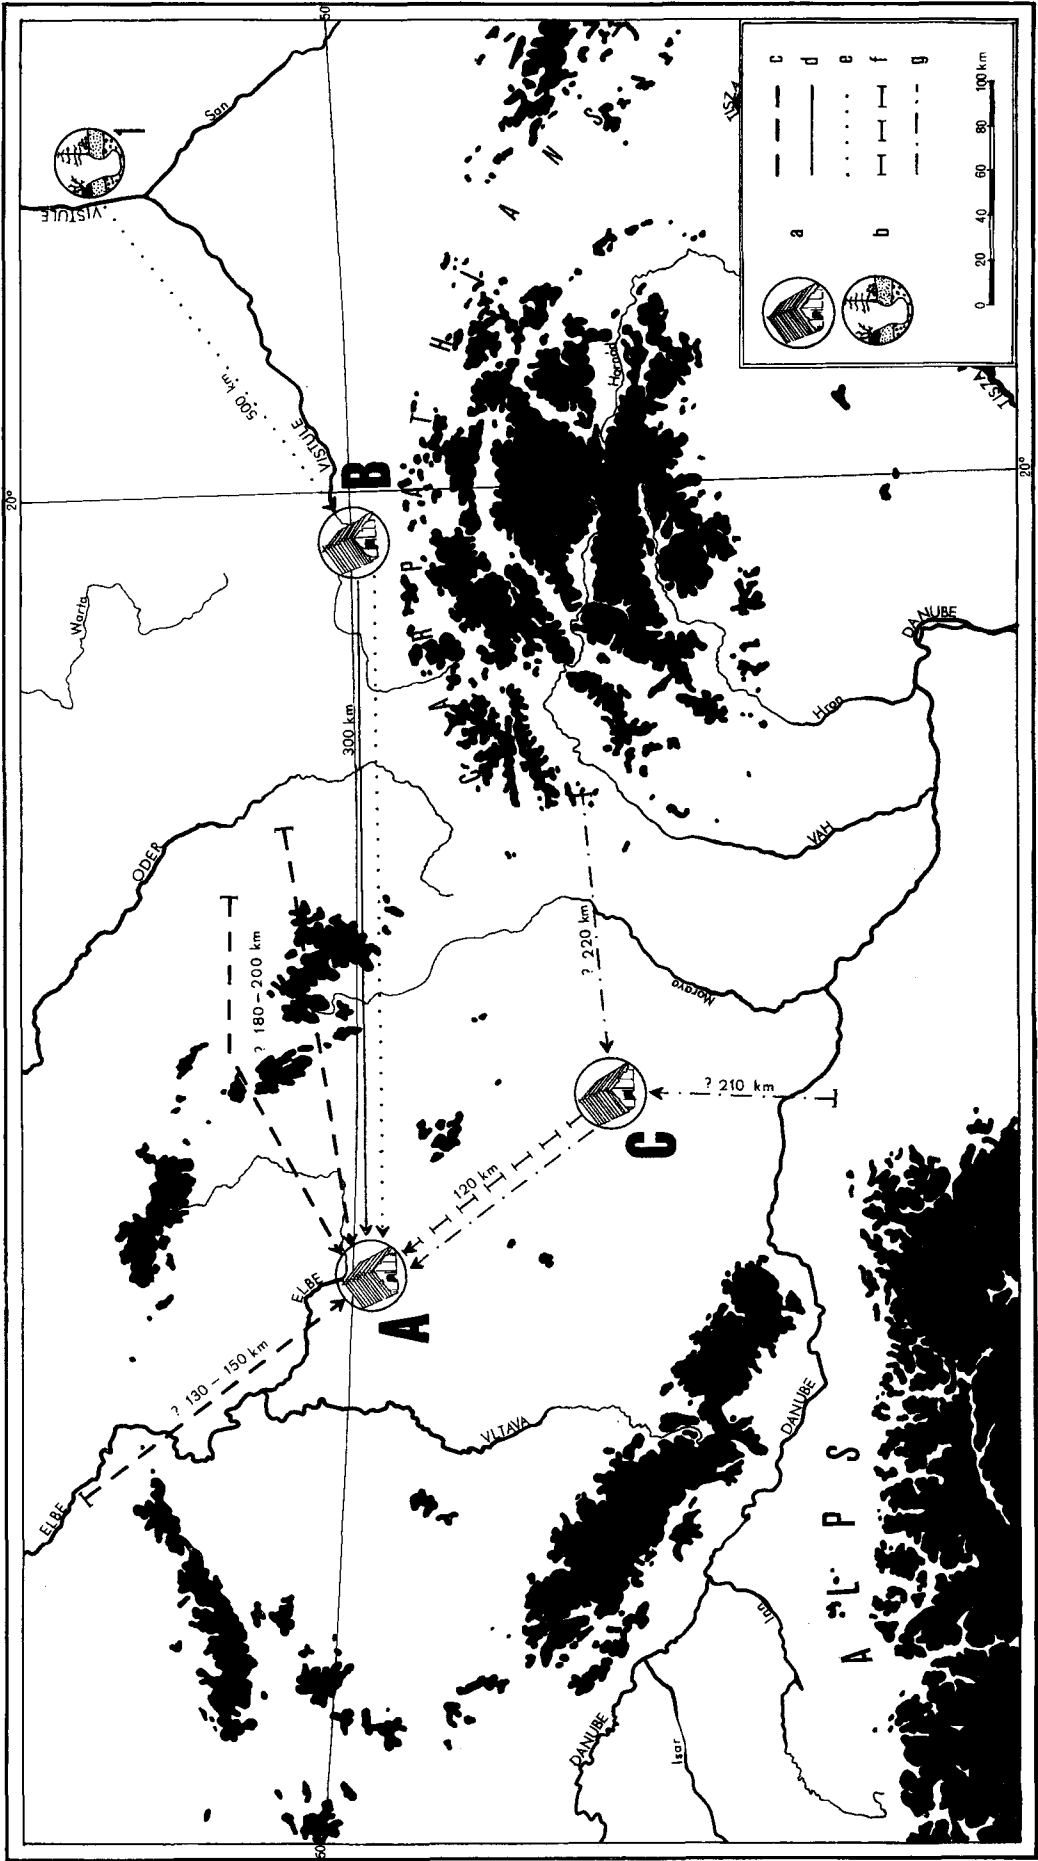 ELBE
ELBE
ODER
Warta
20°
VISTULE
1
San
? 130 – 150 km
? 180 – 200 km
500 km
VISTULE
50
50
A
300 km
B
VLTAVA
120 km
C A R P A T H I A N S
DANUBE
Isar
C
? 220 km
Hornád
Morava
? 210 km
TISZA
Inn
DANUBE
VAH
Hron
DANUBE
A L P S
TISZA
20°
a
b
c
d
e
f
g
0 20 40 60 80 100 km